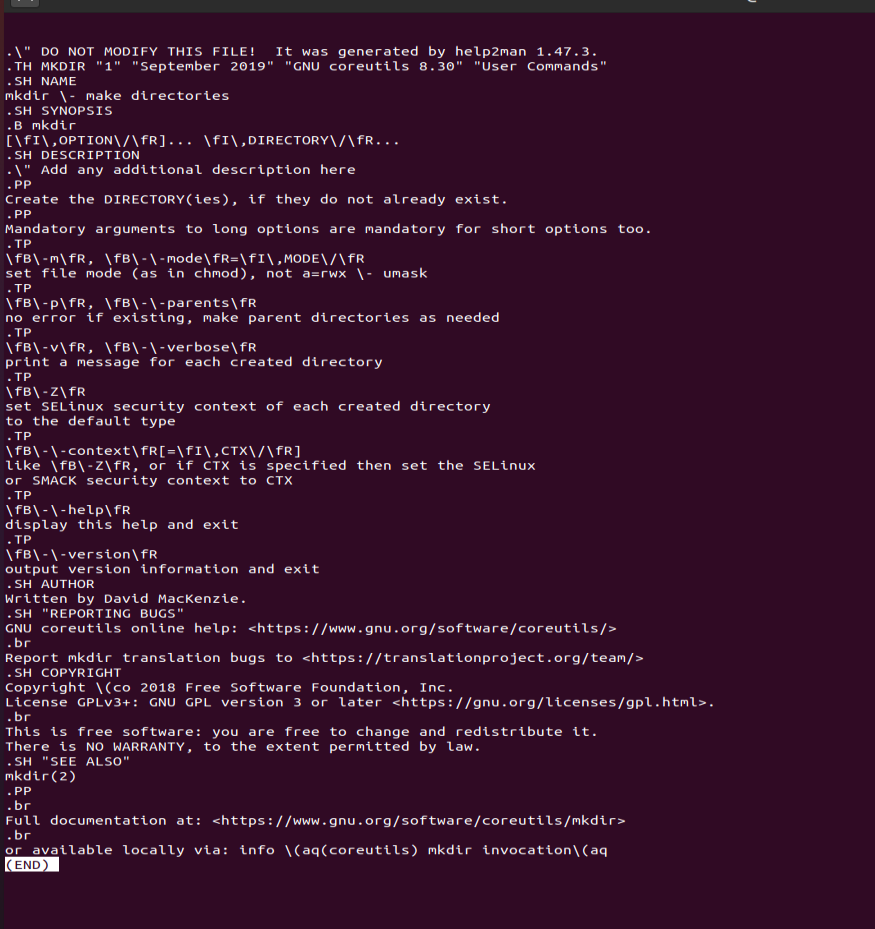 .\" DO NOT MODIFY THIS FILE!  It was generated by help2man 1.47.3.
.TH MKDIR "1" "September 2019" "GNU coreutils 8.30" "User Commands"
.SH NAME
mkdir \- make directories
.SH SYNOPSIS
.B mkdir
[\fI\,OPTION\/\fR]... \fI\,DIRECTORY\/\fR...
.SH DESCRIPTION
.\" Add any additional description here
.PP
Create the DIRECTORY(ies), if they do not already exist.
.PP
Mandatory arguments to long options are mandatory for short options too.
.TP
\fB\-m\fR, \fB\-\-mode\fR=\fI\,MODE\/\fR
set file mode (as in chmod), not a=rwx \- umask
.TP
\fB\-p\fR, \fB\-\-parents\fR
no error if existing, make parent directories as needed
.TP
\fB\-v\fR, \fB\-\-verbose\fR
print a message for each created directory
.TP
\fB\-Z\fR
set SELinux security context of each created directory
to the default type
.TP
\fB\-\-context\fR[=\fI\,CTX\/\fR]
like \fB\-Z\fR, or if CTX is specified then set the SELinux
or SMACK security context to CTX
.TP
\fB\-\-help\fR
display this help and exit
.TP
\fB\-\-version\fR
output version information and exit
.SH AUTHOR
Written by David MacKenzie.
.SH "REPORTING BUGS"
GNU coreutils online help: <https://www.gnu.org/software/coreutils/>
.br
Report mkdir translation bugs to <https://translationproject.org/team/>
.SH COPYRIGHT
Copyright \(co 2018 Free Software Foundation, Inc.
License GPLv3+: GNU GPL version 3 or later <https://gnu.org/licenses/gpl.html>.
.br
This is free software: you are free to change and redistribute it.
There is NO WARRANTY, to the extent permitted by law.
.SH "SEE ALSO"
mkdir(2)
.PP
.br
Full documentation at: <https://www.gnu.org/software/coreutils/mkdir>
.br
or available locally via: info \(aq(coreutils) mkdir invocation\(aq
(END)